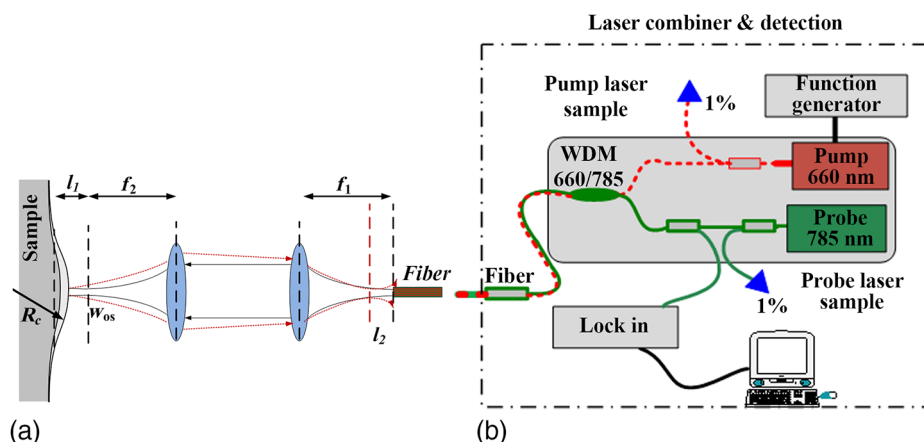 Laser combiner & detection
Pump laser
sample
1%
Function
generator
WDM
660/785
Pump
660 nm
Probe
785 nm
Probe laser
sample
1%
Fiber
Lock in
Sample
l1
f2
f1
Fiber
Rc
wos
l2
(a)
(b)